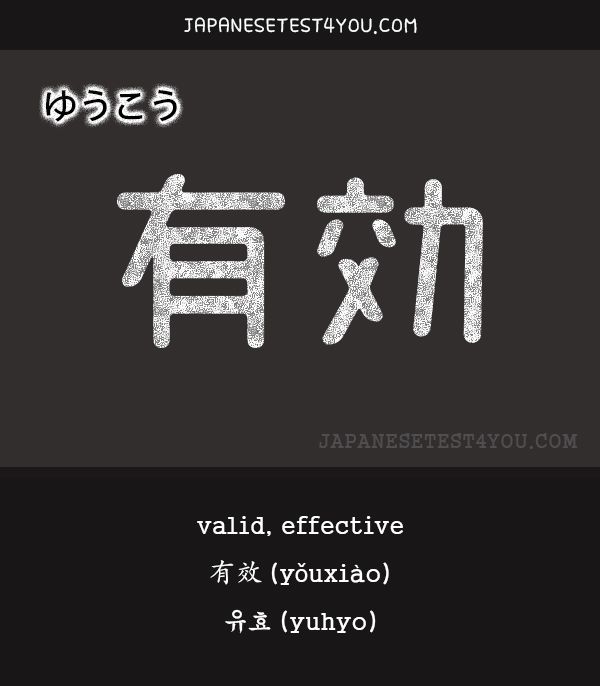 JAPANESETEST4YOU.COM
ゆうこう
有効
JAPANESETEST4YOU.COM
valid, effective
有效 (yǒuxiào)
유효 (yuhyo)